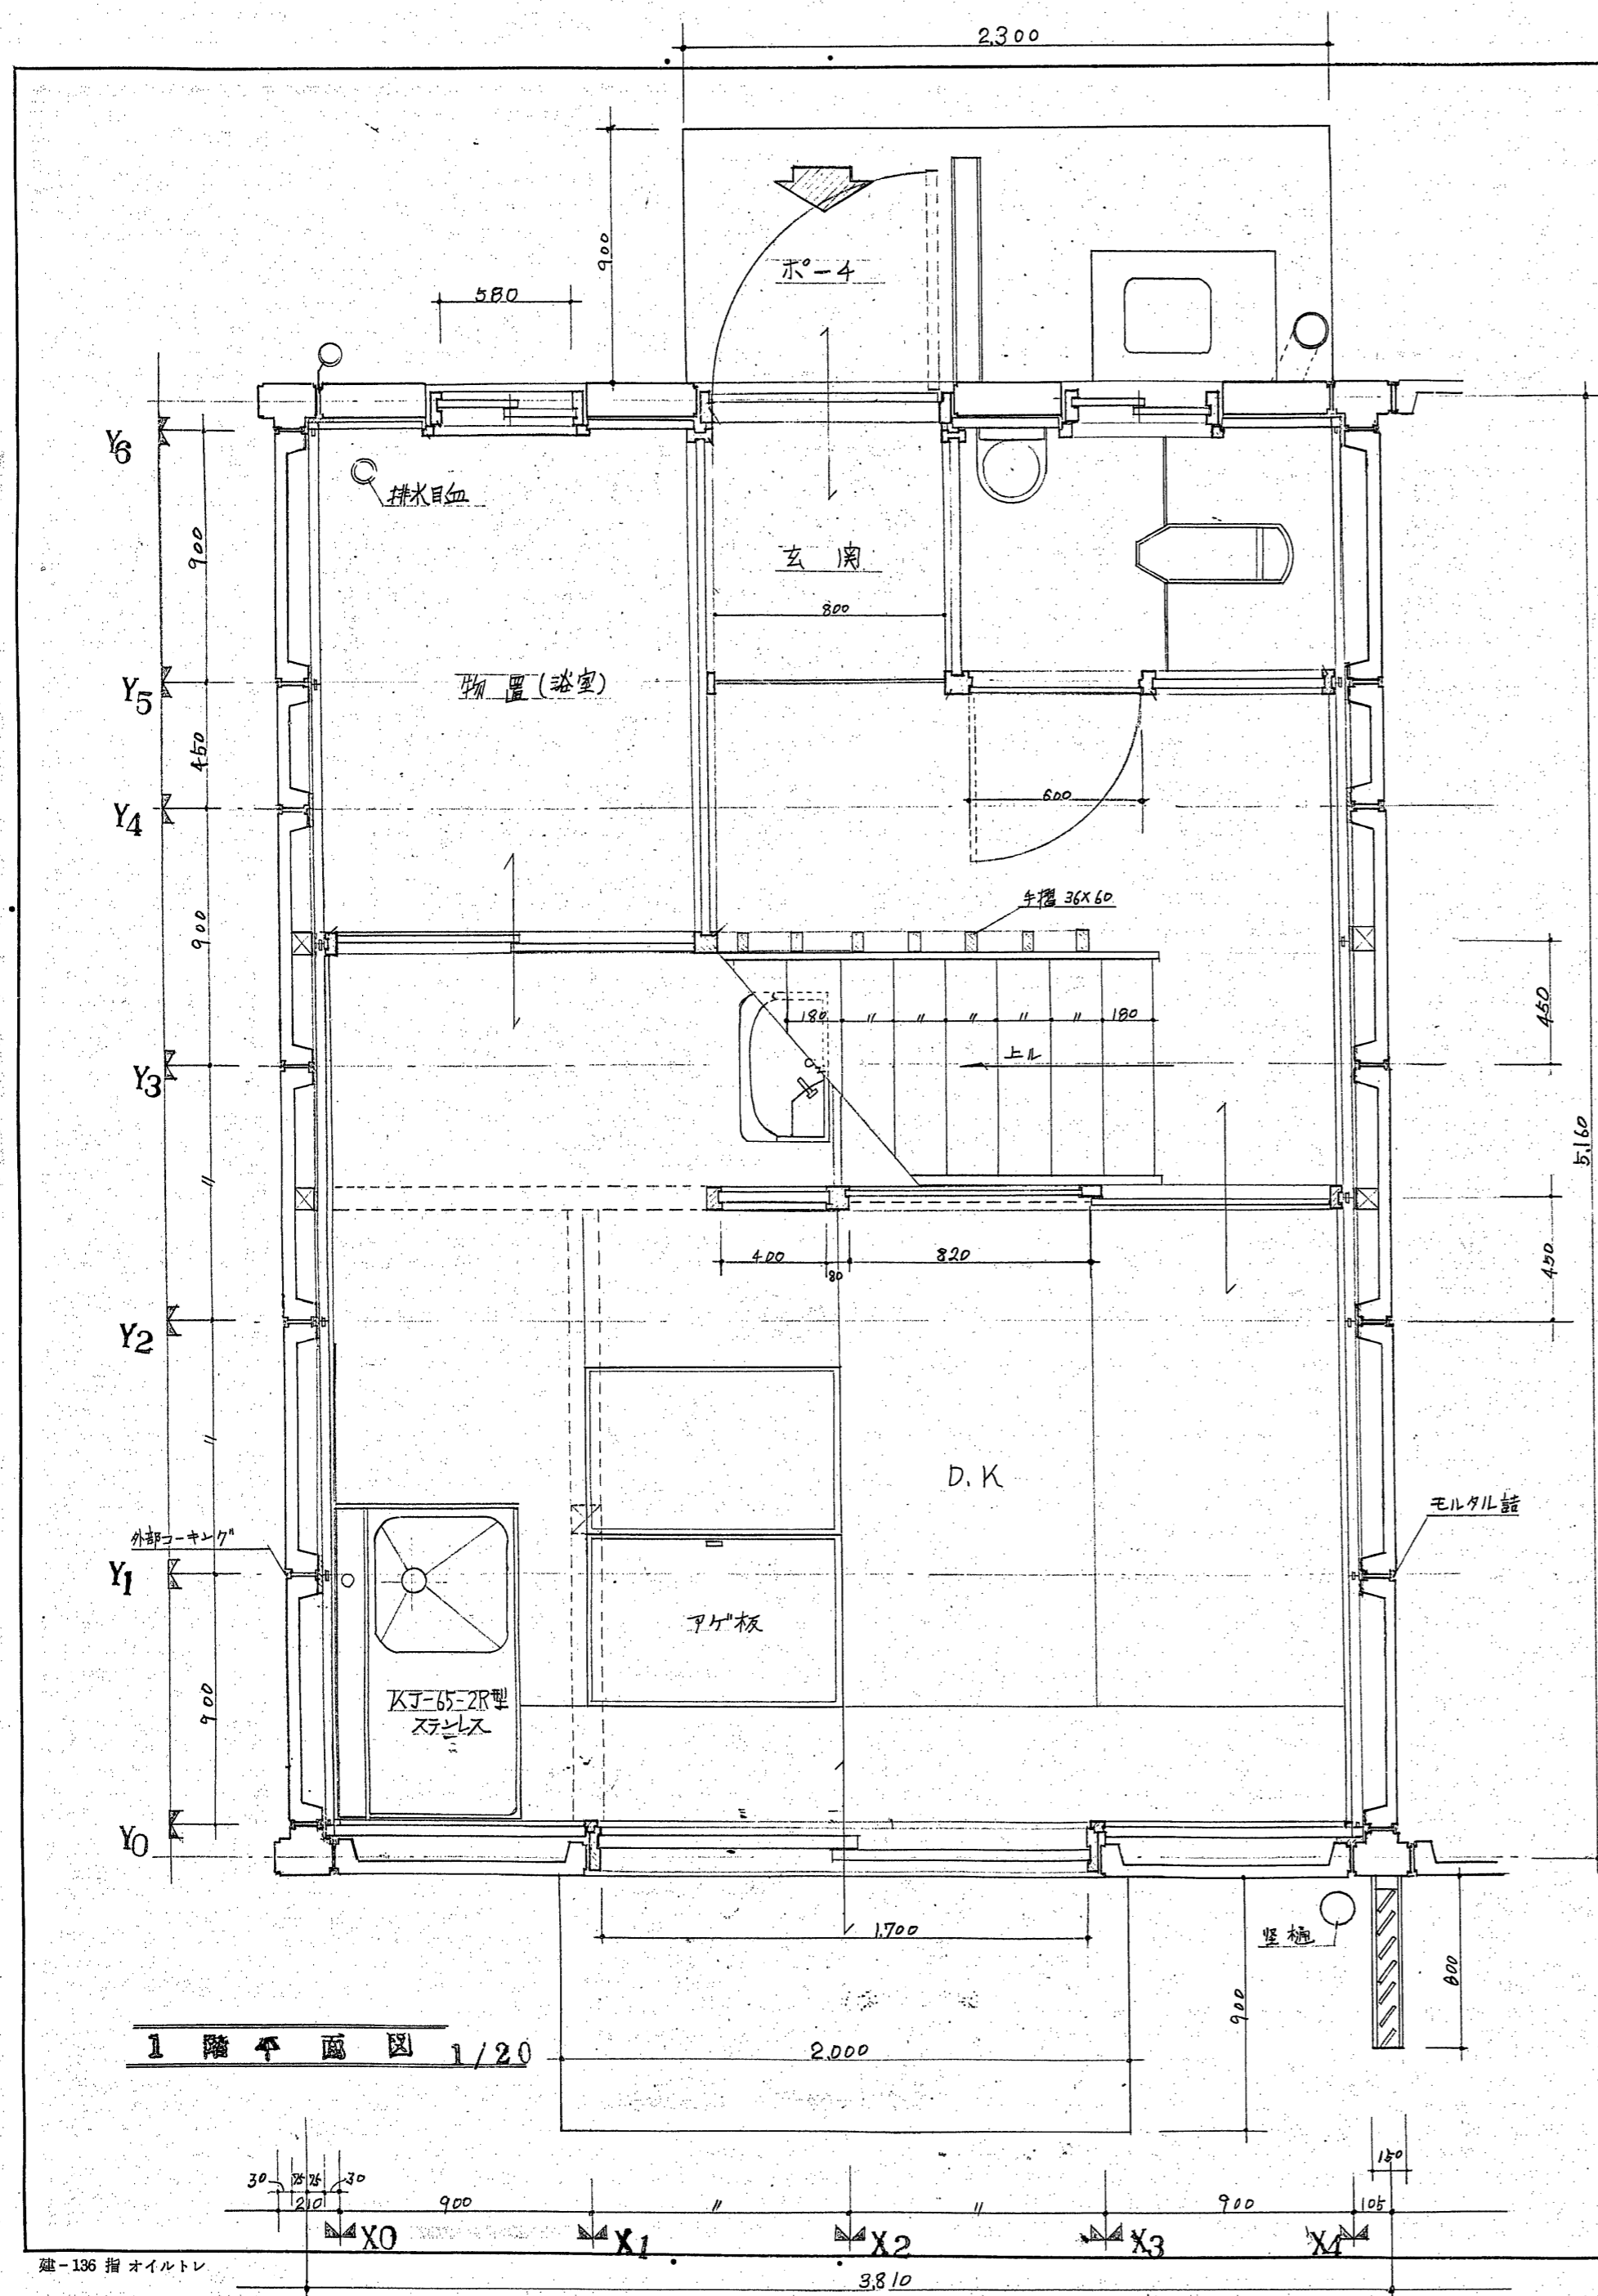 2,300
900
ポーチ
580
Y6
排水目皿
900
玄関
800
物置(浴室)
Y5
450
Y4
600
900
手摺 36×60
180 〃 〃 〃 〃 〃 180
450
上ル
Y3
5,160
〃
400 80 820
450
Y2
〃
D.K
モルタル詰
外部コーキング
Y1
アゲ板
KJ-65-2R型
ステンレス
900
Y0
1,700
竪樋
800
900
1階平面図 1/20
2,000
150
30 75 75 30
210 900 〃 〃 900 105
X0 X1 X2 X3 X4
建-136 指 オイルトレ
3,810